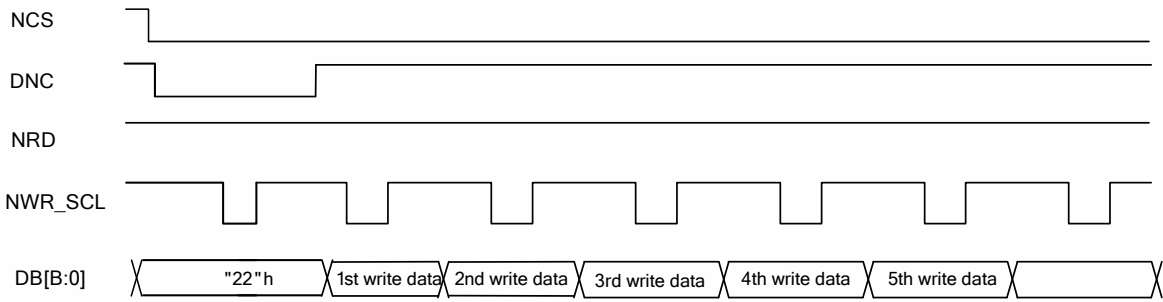 NCS
DNC
NRD
NWR_SCL
DB[B:0] "22"h 1st write data 2nd write data 3rd write data 4th write data 5th write data